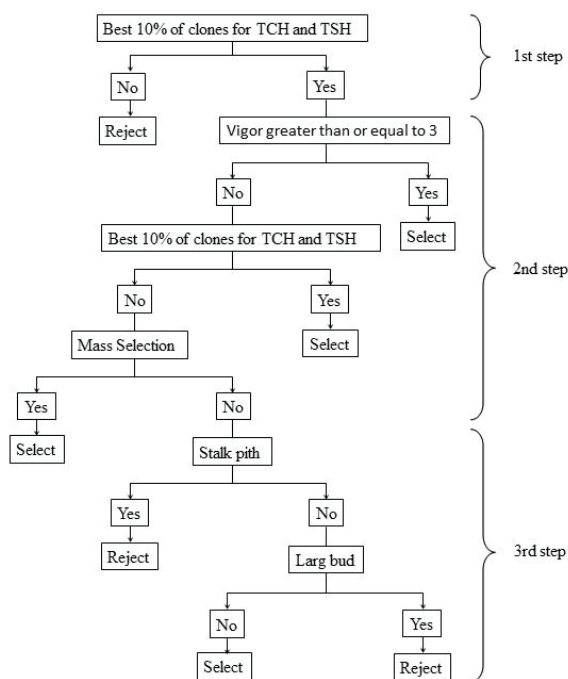 Best 10% of clones for TCH and TSH
1st step
No
Yes
Reject
Vigor greater than or equal to 3
No
Yes
Best 10% of clones for TCH and TSH
Select
2nd step
No
Yes
Mass Selection
Select
Yes
No
Select
Stalk pith
Yes
No
Reject
Larg bud
3rd step
No
Yes
Select
Reject